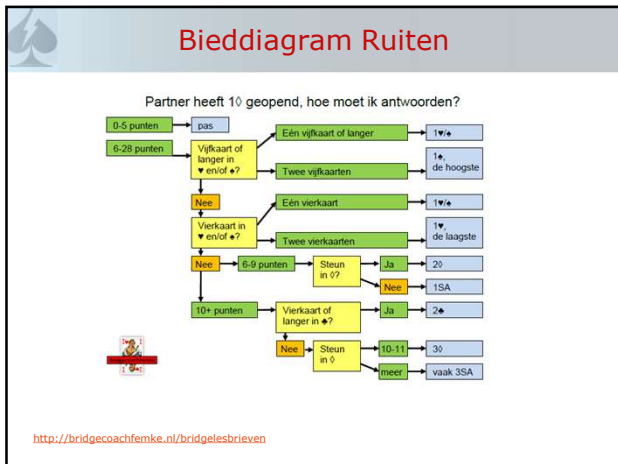 Bieddiagram Ruiten
Partner heeft 1◊ geopend, hoe moet ik antwoorden?
0-5 punten
pas
6-28 punten
Vijfkaart of
langer in
♥ en/of ♠?
Eén vijfkaart of langer
1♥/♠
Twee vijfkaarten
1♠,
de hoogste
Nee
Vierkaart in
♥ en/of ♠?
Eén vierkaart
1♥/♠
Twee vierkaarten
1♥,
de laagste
Nee
6-9 punten
Steun
in ◊?
Ja
2◊
Nee
1SA
10+ punten
Vierkaart of
langer in ♣?
Ja
2♣
Nee
Steun
in ◊
10-11
3◊
meer
vaak 3SA
http://bridgecoachfemke.nl/bridgelesbrieven